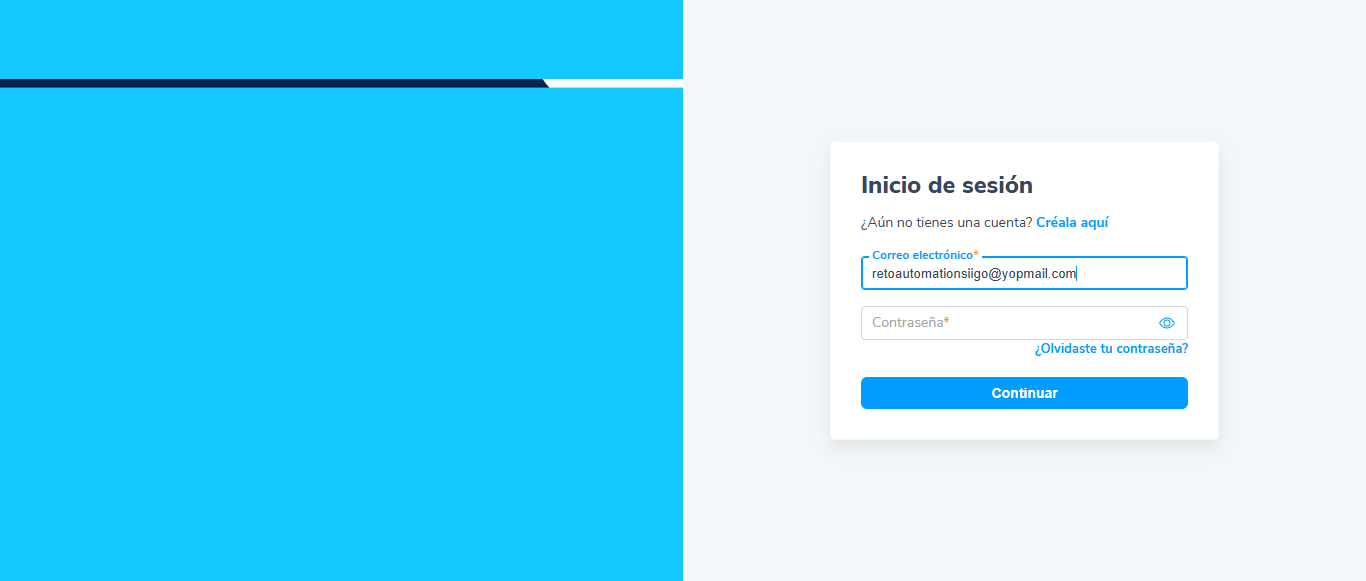 Inicio de sesión
¿Aún no tienes una cuenta? Créala aquí
Correo electrónico*
retoautomationsiigo@yopmail.com
Contraseña*
¿Olvidaste tu contraseña?
Continuar